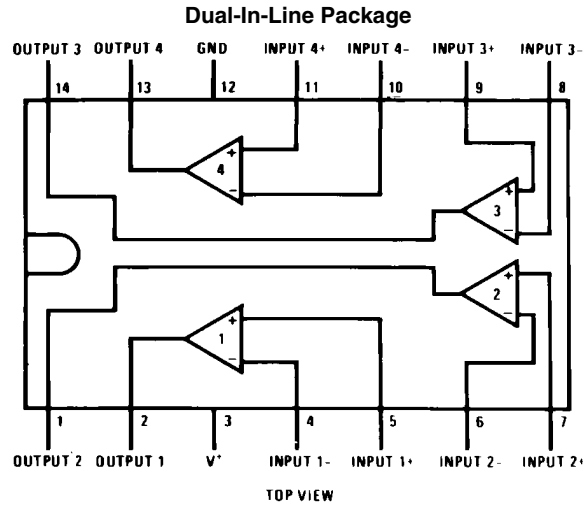 Dual-In-Line Package
OUTPUT 3 OUTPUT 4 GND INPUT 4+ INPUT 4- INPUT 3+ INPUT 3-
14 13 12 11 10 9 8
+
4
-
+
3
-
+
2
-
+
1
-
1 2 3 4 5 6 7
OUTPUT 2 OUTPUT 1 V+ INPUT 1- INPUT 1+ INPUT 2- INPUT 2+
TOP VIEW